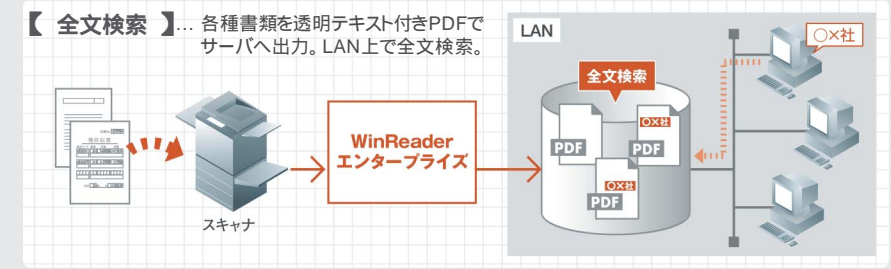 【 全文検索 】… 各種書類を透明テキスト付きPDFで
サーバへ出力。LAN上で全文検索。
スキャナ
WinReader
エンタープライズ
LAN
全文検索
PDF
○×社
PDF
○×社
PDF
○×社